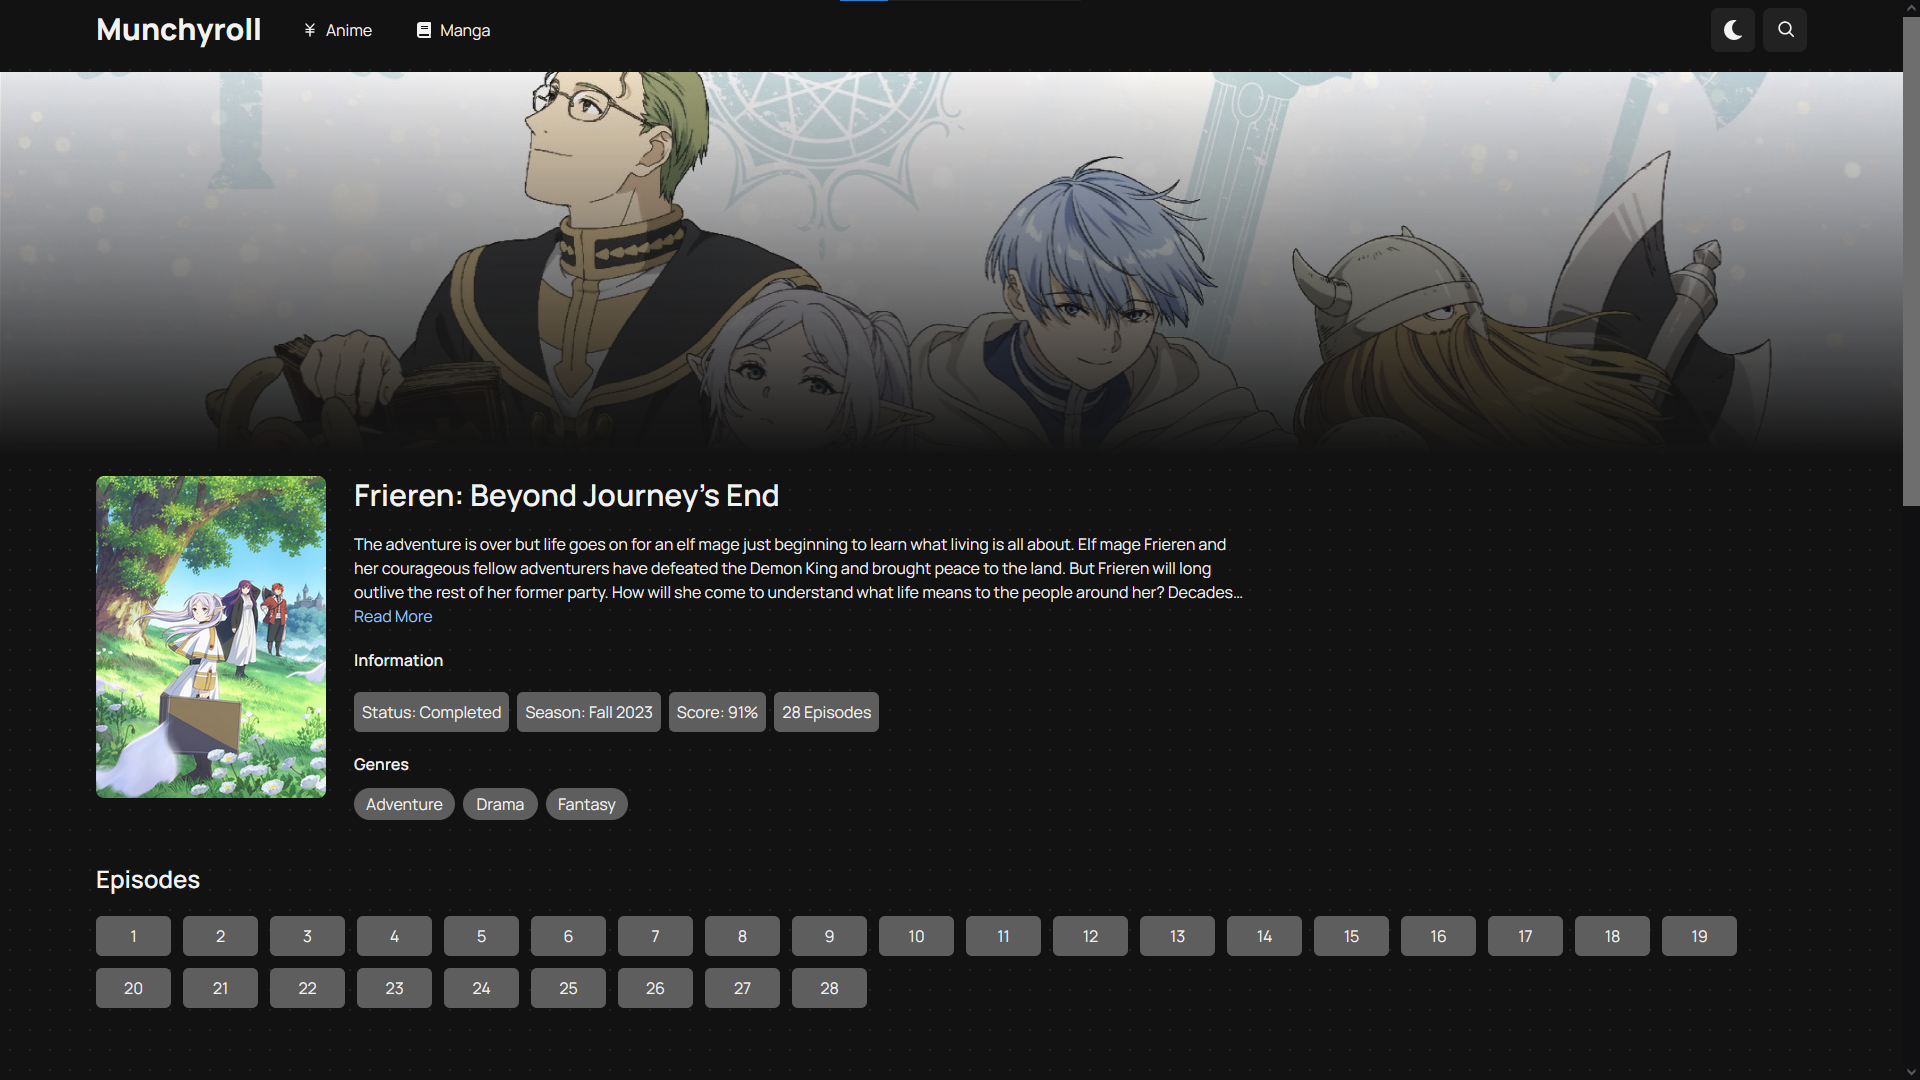 Munchyroll
¥ Anime
Manga
Frieren: Beyond Journey’s End
The adventure is over but life goes on for an elf mage just beginning to learn what living is all about. Elf mage Frieren and
her courageous fellow adventurers have defeated the Demon King and brought peace to the land. But Frieren will long
outlive the rest of her former party. How will she come to understand what life means to the people around her? Decades...
Read More
Information
Status: Completed
Season: Fall 2023
Score: 91%
28 Episodes
Genres
Adventure
Drama
Fantasy
Episodes
1 2 3 4 5 6 7 8 9 10 11 12 13 14 15 16 17 18 19
20 21 22 23 24 25 26 27 28